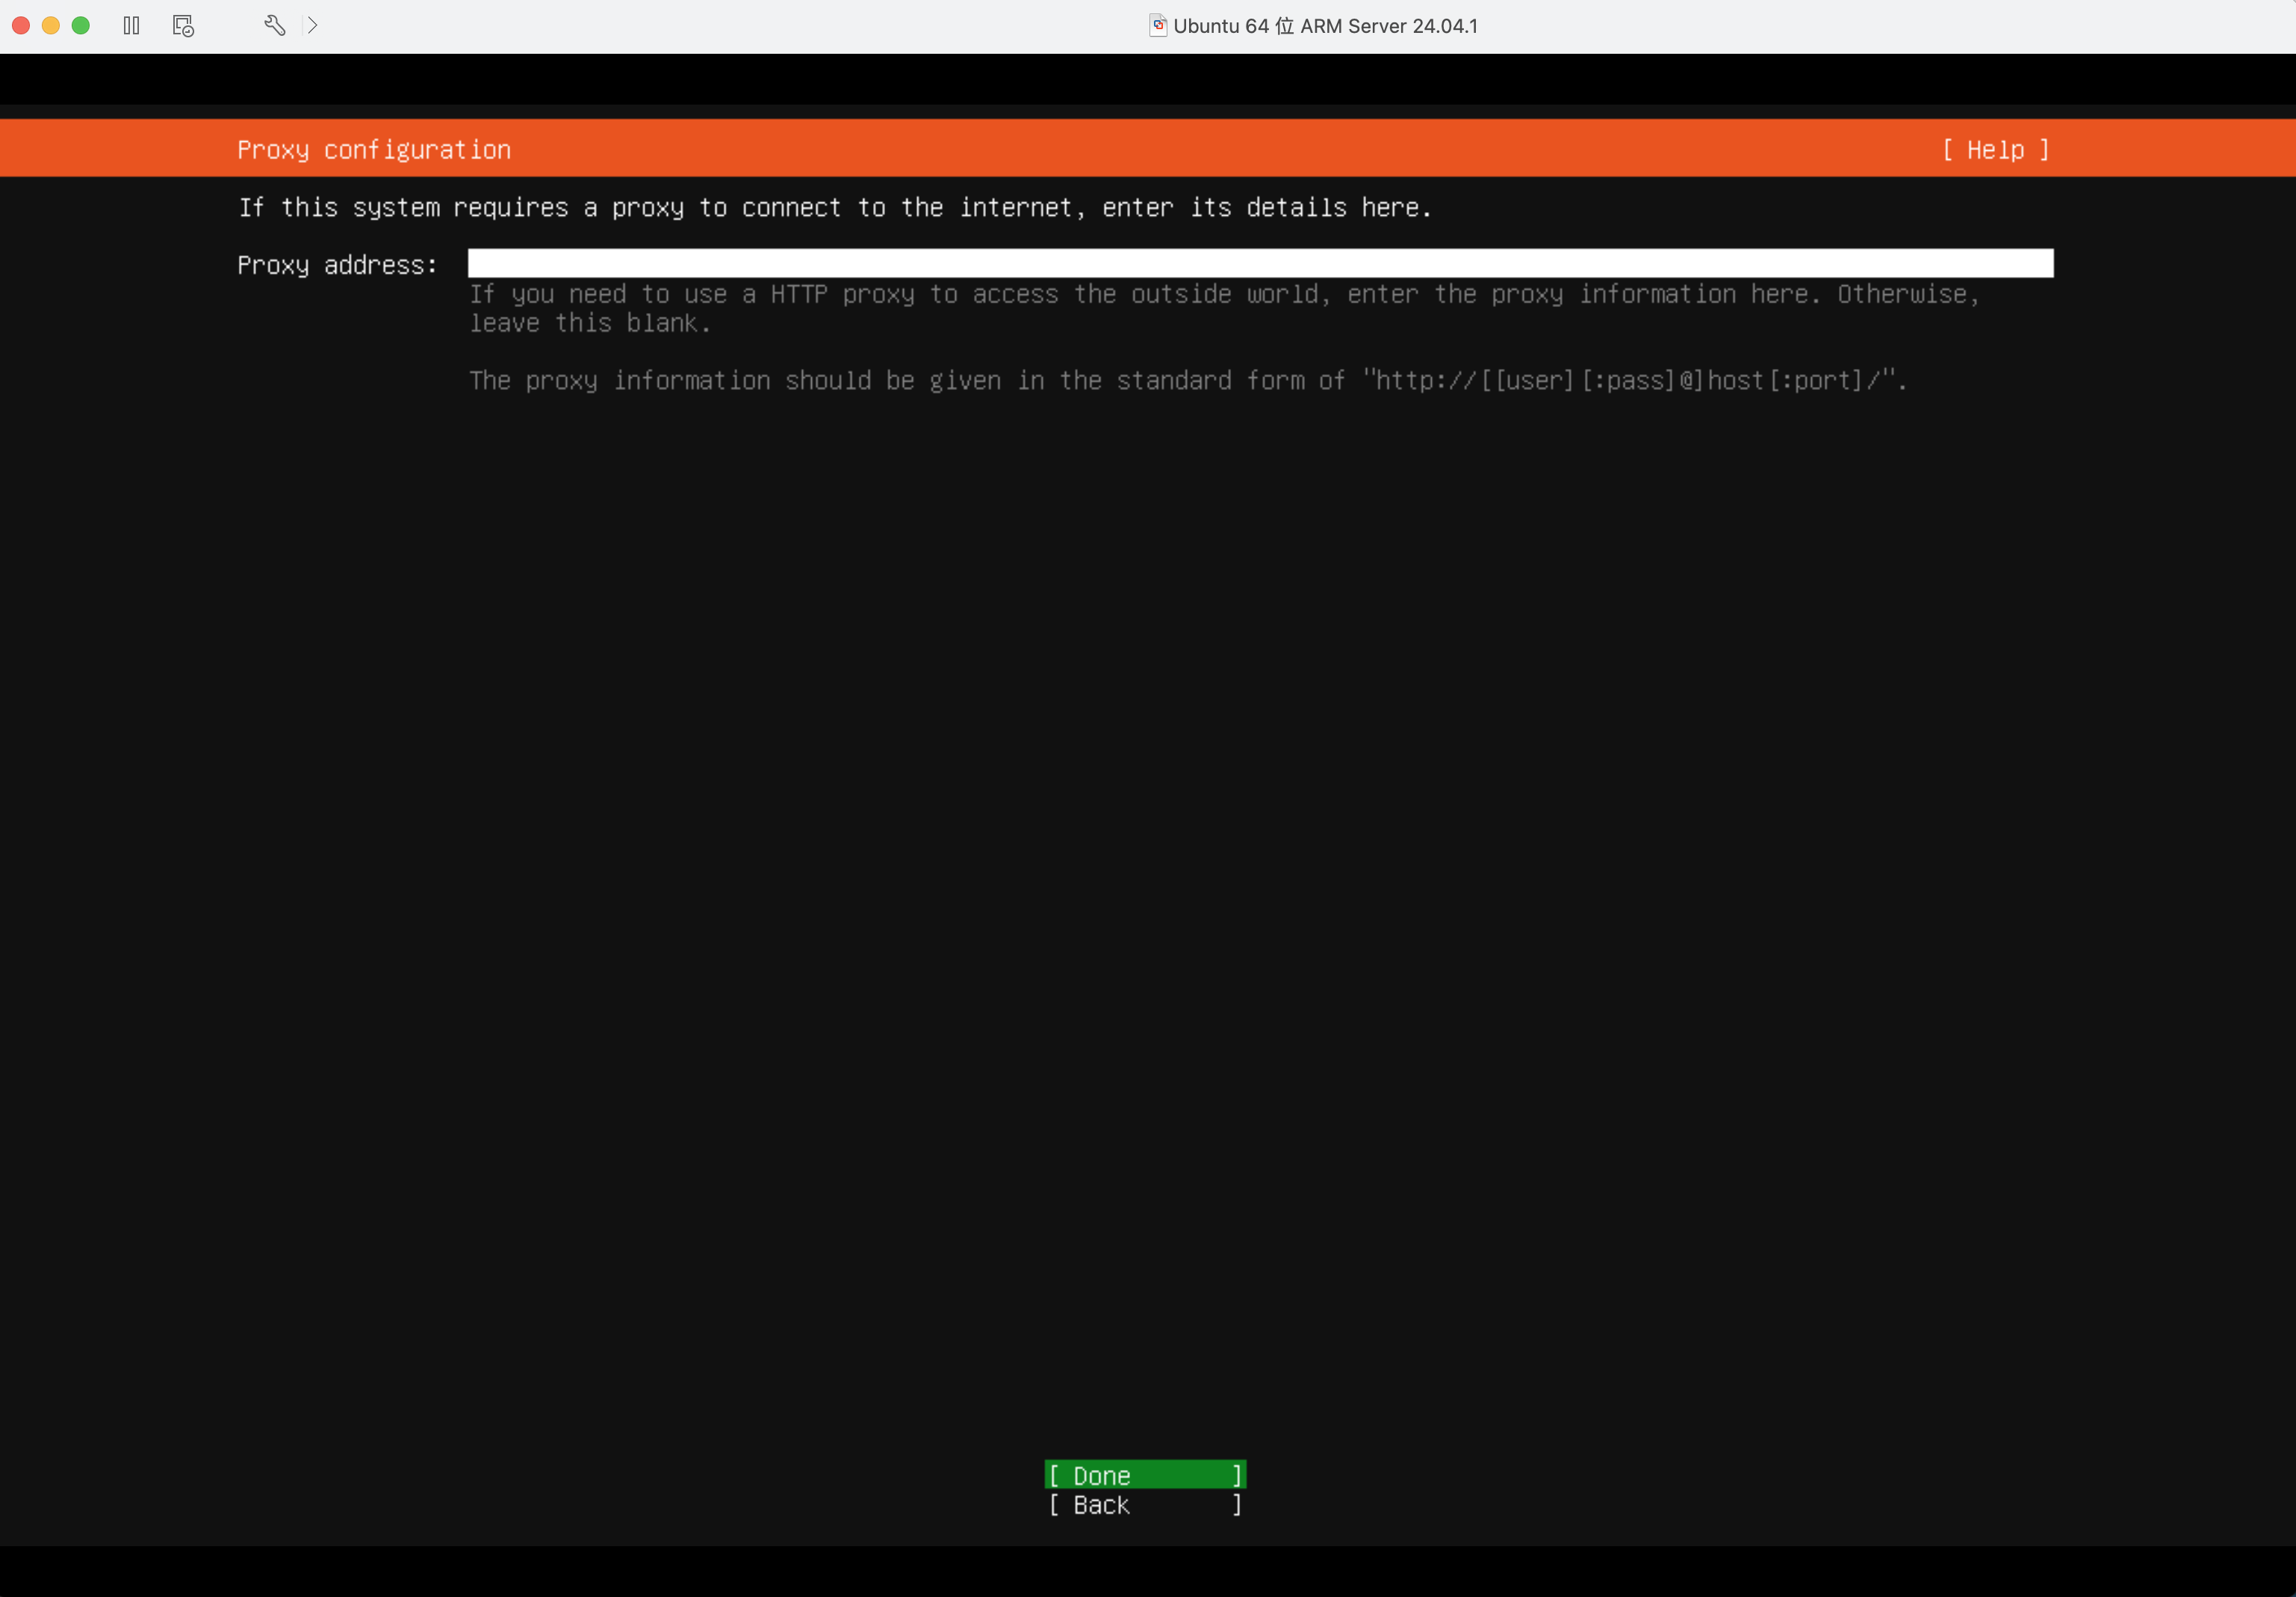 Ubuntu 64 位 ARM Server 24.04.1
Proxy configuration [ Help ]
If this system requires a proxy to connect to the internet, enter its details here.
Proxy address:
If you need to use a HTTP proxy to access the outside world, enter the proxy information here. Otherwise,
leave this blank.
The proxy information should be given in the standard form of "http://[[user][:pass]@]host[:port]/".
[ Done ]
[ Back ]